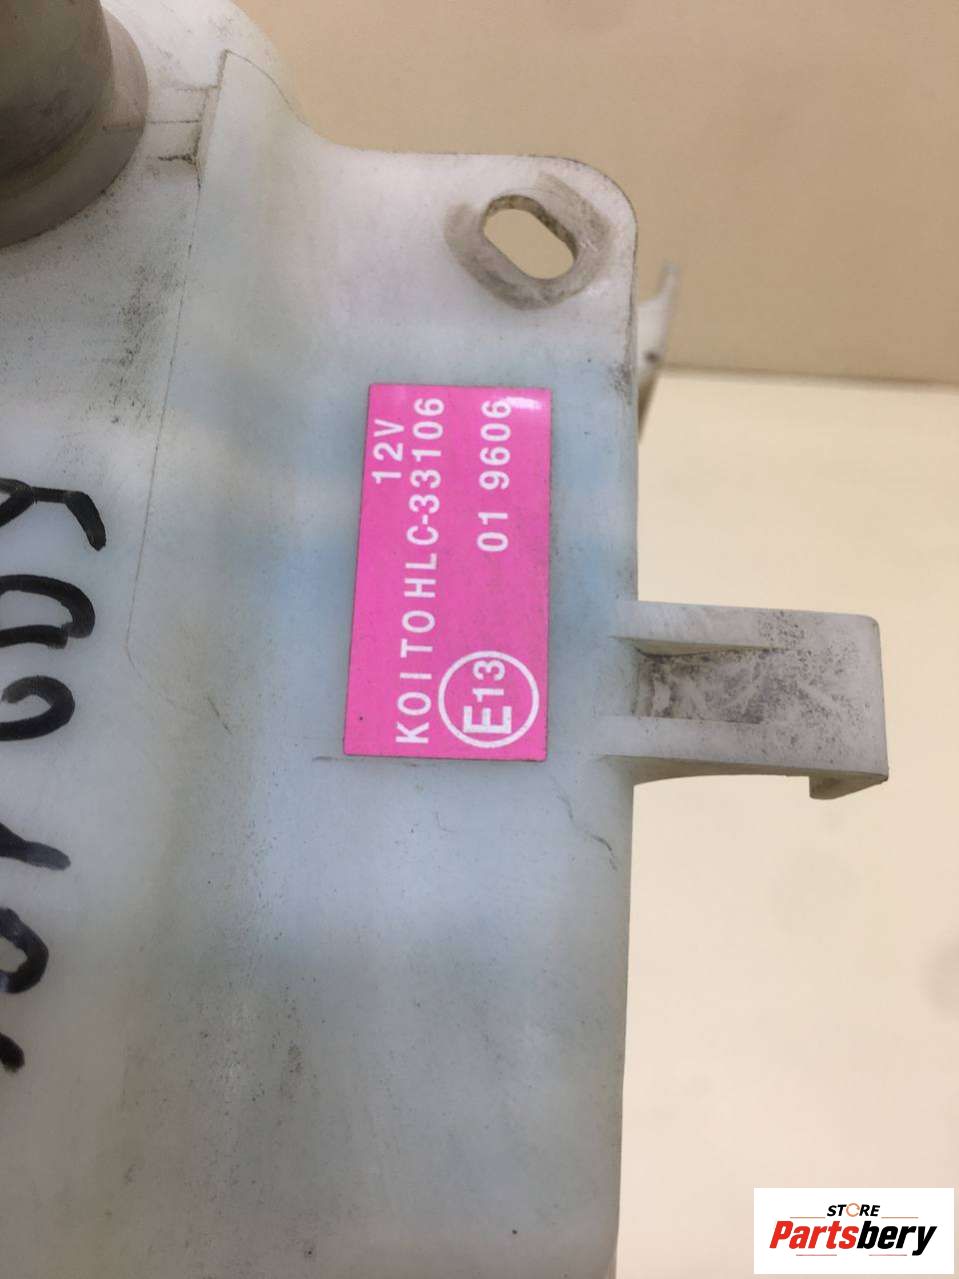 12V
KOITO HLC-33106
E13 01 9606
STORE
Partsbery